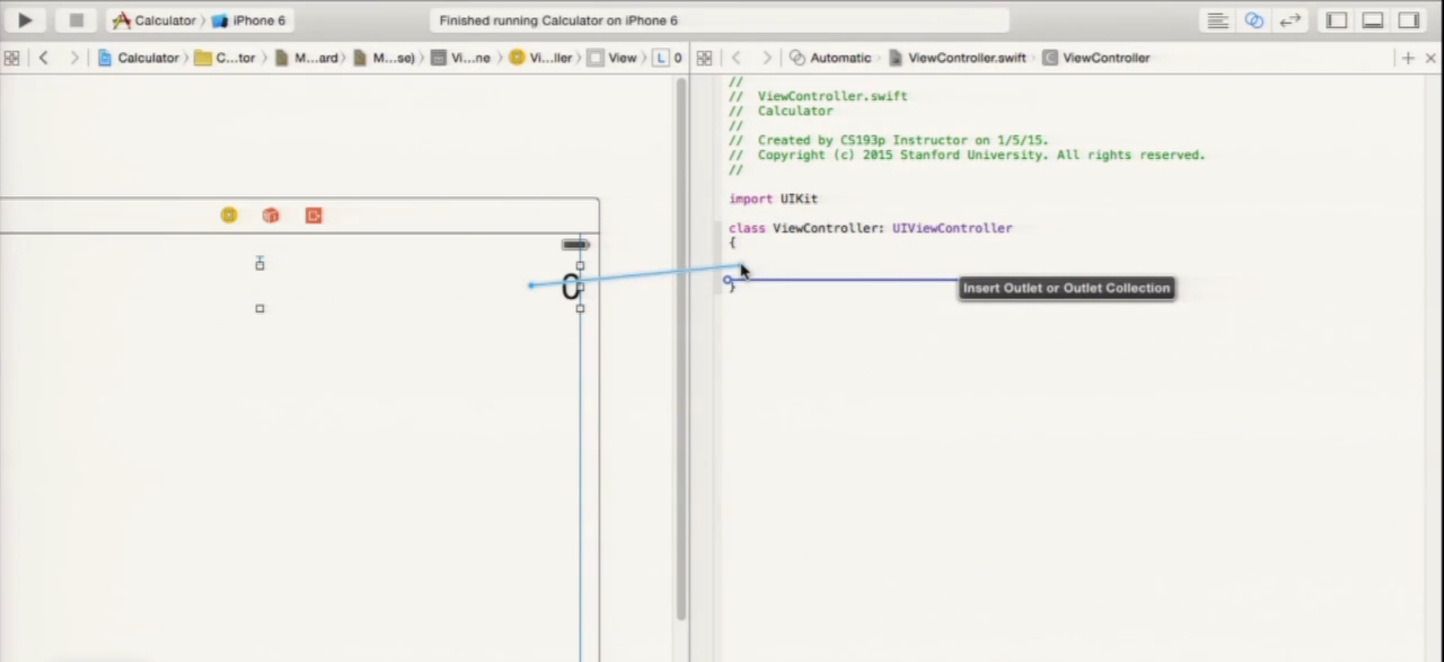 Calculator iPhone 6
Finished running Calculator on iPhone 6
Calculator C...tor M...ard) M...se) Vi...ne Vi...ller View L 0
Automatic ViewController.swift C ViewController
//
// ViewController.swift
// Calculator
//
// Created by CS193p Instructor on 1/5/15.
// Copyright (c) 2015 Stanford University. All rights reserved.
//
import UIKit
class ViewController: UIViewController
{
0
Insert Outlet or Outlet Collection
}